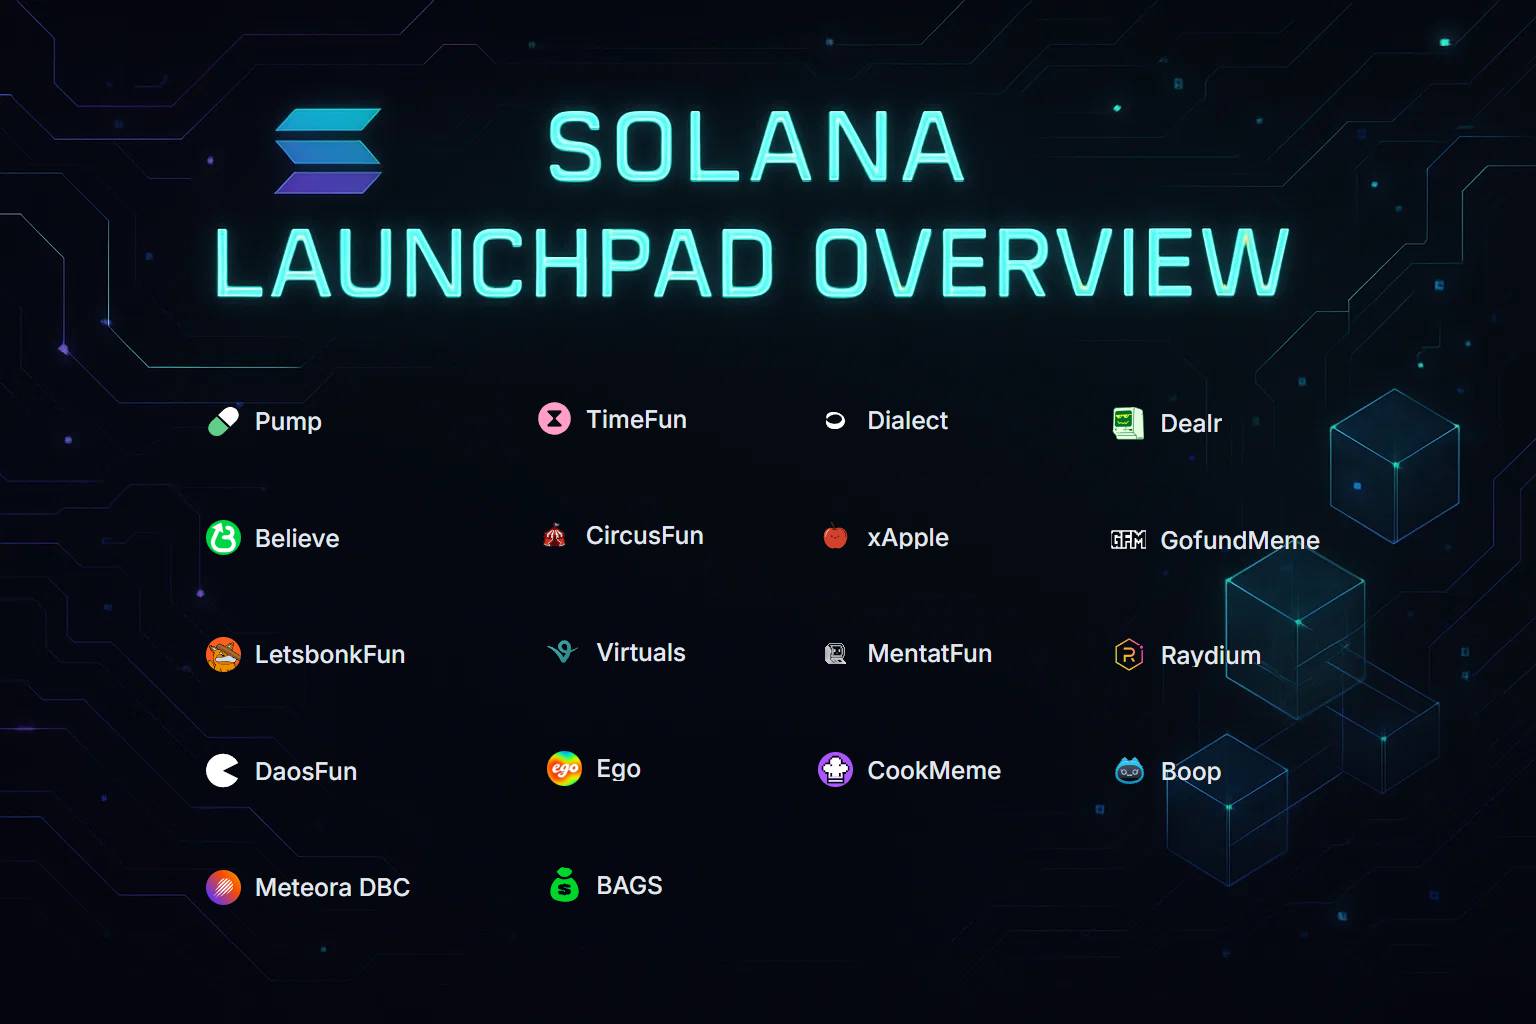 SOLANA
LAUNCHPAD OVERVIEW
Pump
TimeFun
Dialect
Dealr
Believe
CircusFun
xApple
GFM GofundMeme
LetsbonkFun
Virtuals
MentatFun
R Raydium
DaosFun
ego Ego
CookMeme
Boop
Meteora DBC
$ BAGS